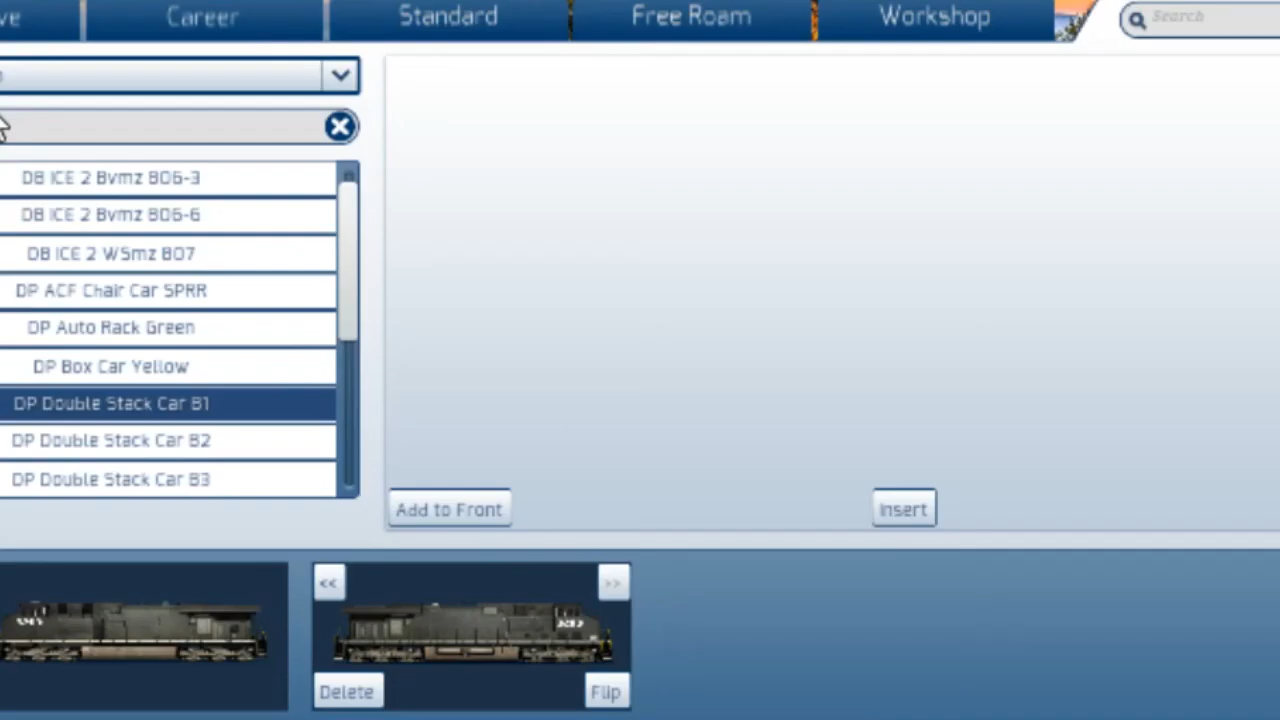 ve
Career
Standard
Free Roam
Workshop
Search
DB ICE 2 Bvmz 806-3
DB ICE 2 Bvmz 806-6
DB ICE 2 WSmz 807
DP ACF Chair Car SPRR
DP Auto Rack Green
DP Box Car Yellow
DP Double Stack Car B1
DP Double Stack Car B2
DP Double Stack Car B3
Add to Front
Insert
<<
>>
Delete
Flip